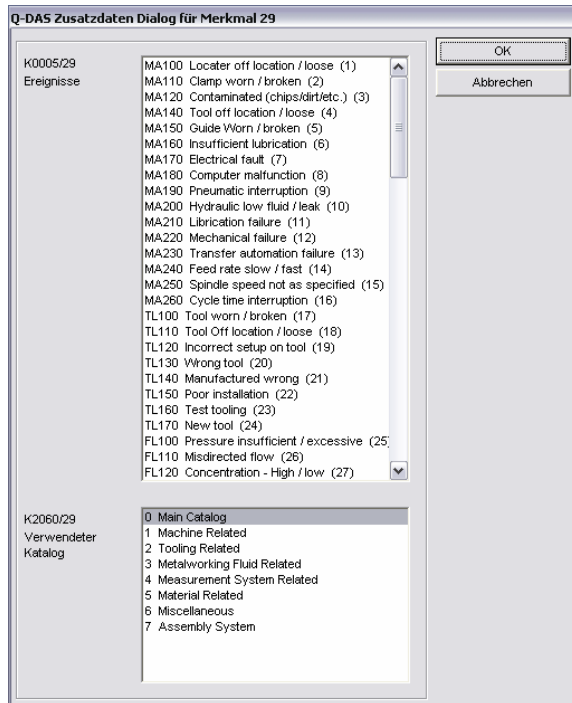 Q-DAS Zusatzdaten Dialog für Merkmal 29
K0005/29
Ereignisse
MA100 Locater off location / loose (1)
MA110 Clamp worn / broken (2)
MA120 Contaminated (chips/dirt/etc.) (3)
MA140 Tool off location / loose (4)
MA150 Guide Worn / broken (5)
MA160 Insufficient lubrication (6)
MA170 Electrical fault (7)
MA180 Computer malfunction (8)
MA190 Pneumatic interruption (9)
MA200 Hydraulic low fluid / leak (10)
MA210 Librication failure (11)
MA220 Mechanical failure (12)
MA230 Transfer automation failure (13)
MA240 Feed rate slow / fast (14)
MA250 Spindle speed not as specified (15)
MA260 Cycle time interruption (16)
TL100 Tool worn / broken (17)
TL110 Tool Off location / loose (18)
TL120 Incorrect setup on tool (19)
TL130 Wrong tool (20)
TL140 Manufactured wrong (21)
TL150 Poor installation (22)
TL160 Test tooling (23)
TL170 New tool (24)
FL100 Pressure insufficient / excessive (25)
FL110 Misdirected flow (26)
FL120 Concentration - High / low (27)
OK
Abbrechen
K2060/29
Verwendeter
Katalog
0 Main Catalog
1 Machine Related
2 Tooling Related
3 Metalworking Fluid Related
4 Measurement System Related
5 Material Related
6 Miscellaneous
7 Assembly System